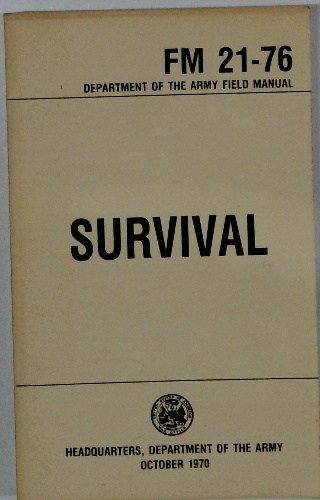 FM 21-76
DEPARTMENT OF THE ARMY FIELD MANUAL
SURVIVAL
HEADQUARTERS, DEPARTMENT OF THE ARMY
OCTOBER 1970